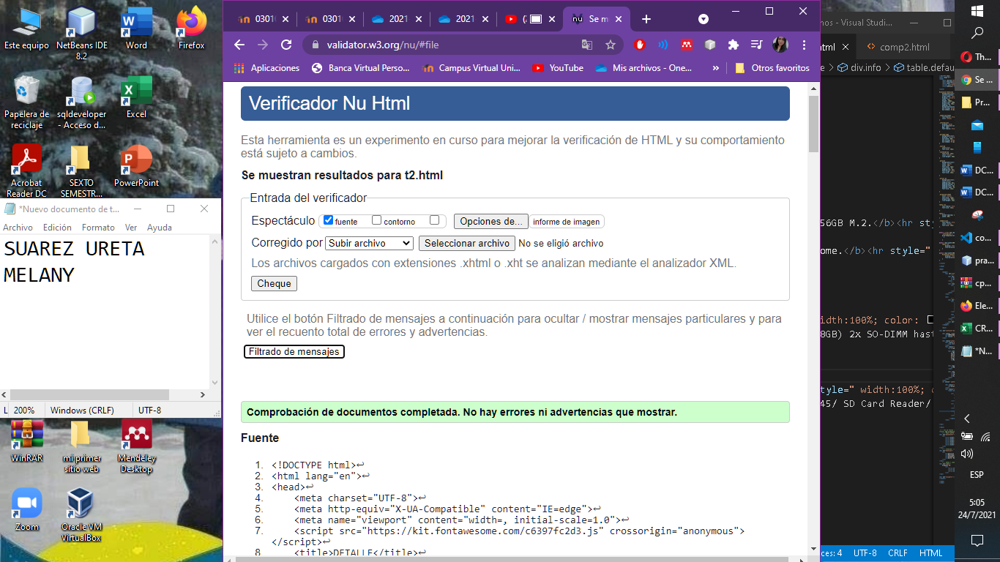 Este equipo
NetBeans IDE
8.2
Word
Firefox
Papelera de
reciclaje
sqldeveloper
- Acceso d...
Excel
Acrobat
Reader DC
SEXTO
SEMESTR...
PowerPoint
*Nuevo documento de t...
Archivo Edición Formato Ver Ayuda
SUAREZ URETA
MELANY
L 200% Windows (CRLF) UTF-8
WinRAR
mi primer
sitio web
Mendeley
Desktop
Zoom
Oracle VM
VirtualBox
0301( 0301( 2021 2021 Se m
validator.w3.org/nu/#file
Aplicaciones Banca Virtual Perso... Campus Virtual Uni... YouTube Mis archivos - One... » Otros favoritos
Verificador Nu Html
Esta herramienta es un experimento en curso para mejorar la verificación de HTML y su comportamiento
está sujeto a cambios.
Se muestran resultados para t2.html
Entrada del verificador
Espectáculo fuente contorno Opciones de... informe de imagen
Corregido por Subir archivo Seleccionar archivo No se eligió archivo
Los archivos cargados con extensiones .xhtml o .xht se analizan mediante el analizador XML.
Cheque
Utilice el botón Filtrado de mensajes a continuación para ocultar / mostrar mensajes particulares y para
ver el recuento total de errores y advertencias.
Filtrado de mensajes
Comprobación de documentos completada. No hay errores ni advertencias que mostrar.
Fuente
1. <!DOCTYPE html>↩
2. <html lang="en">↩
3. <head>↩
4. <meta charset="UTF-8">↩
5. <meta http-equiv="X-UA-Compatible" content="IE=edge">↩
6. <meta name="viewport" content="width=, initial-scale=1.0">↩
7. <script src="https://kit.fontawesome.com/c6397fc2d3.js" crossorigin="anonymous">
</script>↩
8. <title>DETALLE</title>↩
nos - Visual Studi...
html comp2.html
e > div.info > table.defau
56GB M.2.</b><hr sty
ome.</b><hr style="
idth:100%; color:
8GB) 2x SO-DIMM hast
style=" width:100%; c
45/ SD Card Reader/
ces: 4 UTF-8 CRLF HTML
Th...
Se ...
Pr...
DC...
DC...
co...
pra...
cp...
Ele...
CR...
*N...
ESP
5:05
24/7/2021